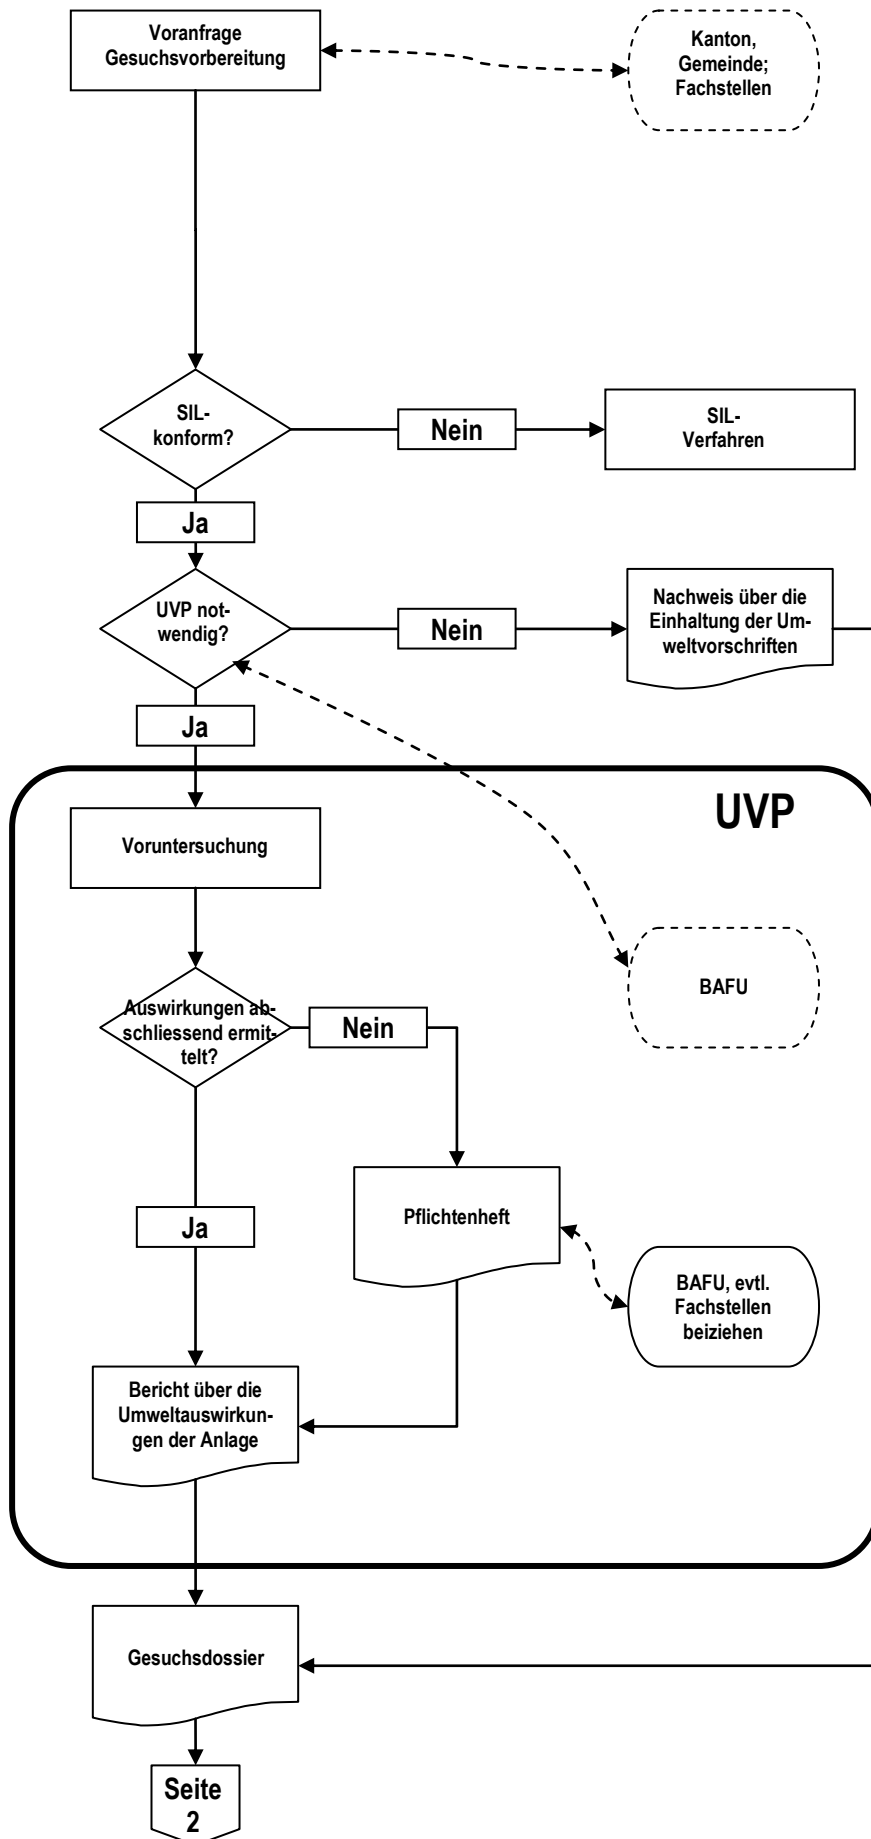 Voranfrage
Gesuchsvorbereitung
Kanton,
Gemeinde;
Fachstellen
SIL-
konform?
Nein
SIL-
Verfahren
Ja
UVP not-
wendig?
Nein
Nachweis über die
Einhaltung der Um-
weltvorschriften
Ja
UVP
Voruntersuchung
BAFU
Auswirkungen ab-
schliessend ermit-
telt?
Nein
Pflichtenheft
Ja
BAFU, evtl.
Fachstellen
beiziehen
Bericht über die
Umweltauswirkun-
gen der Anlage
Gesuchsdossier
Seite
2